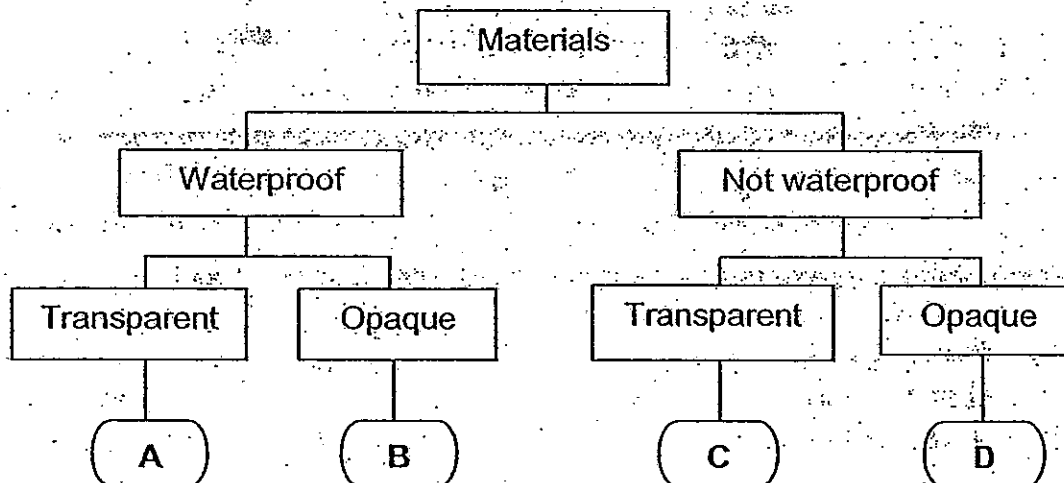 Materials
Waterproof
Not waterproof
Transparent
Opaque
Transparent
Opaque
A
B
C
D